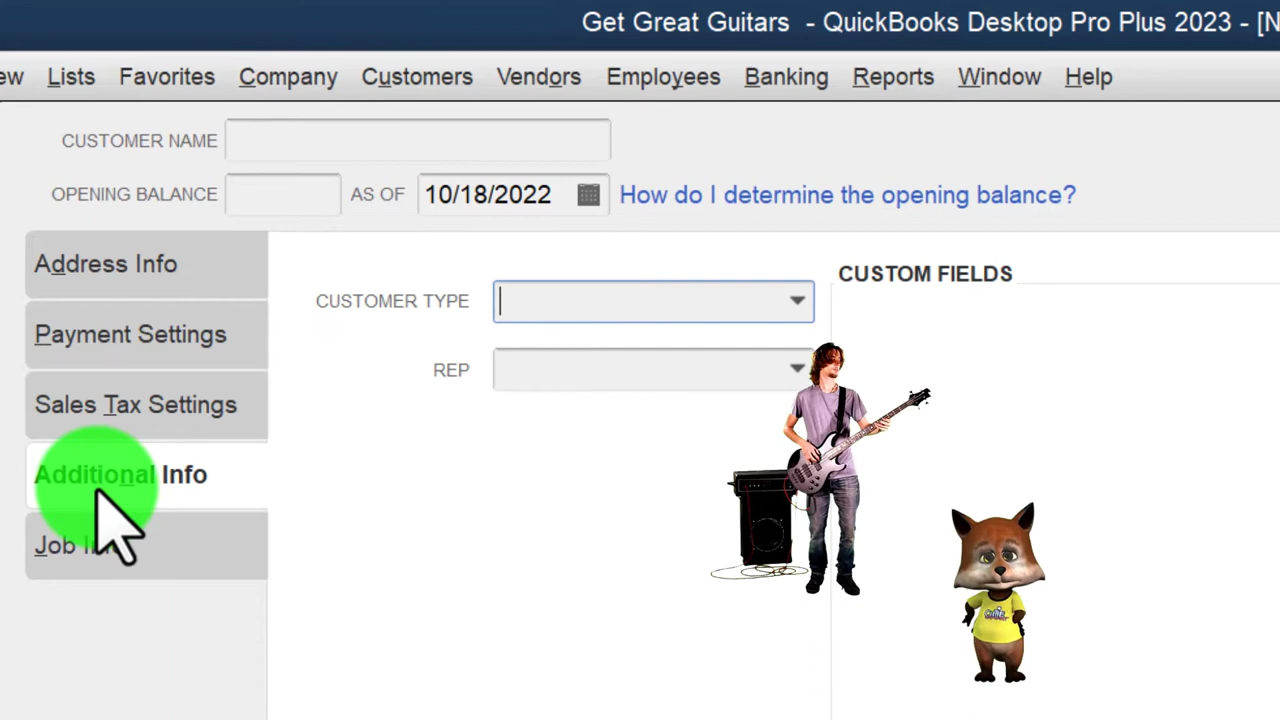 Get Great Guitars - QuickBooks Desktop Pro Plus 2023 - [N
ew Lists Favorites Company Customers Vendors Employees Banking Reports Window Help
CUSTOMER NAME
OPENING BALANCE AS OF 10/18/2022 How do I determine the opening balance?
Address Info
CUSTOM FIELDS
CUSTOMER TYPE
Payment Settings
REP
Sales Tax Settings
Additional Info
Job